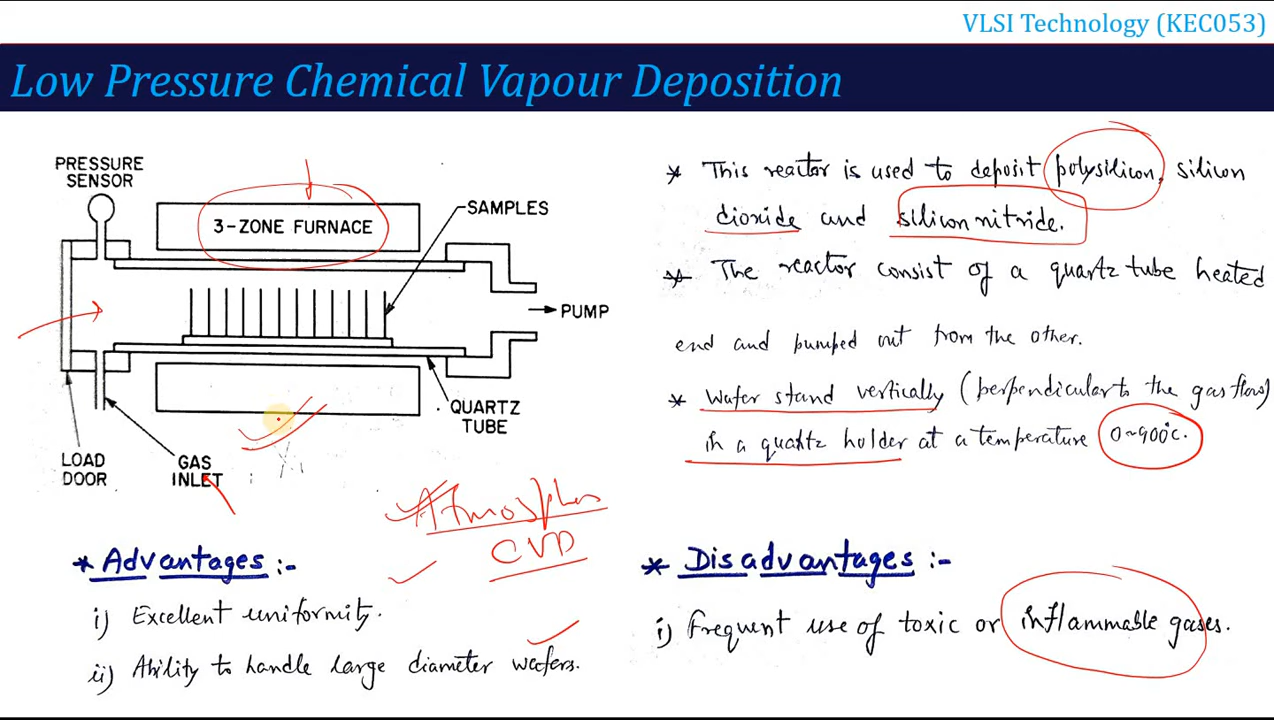 VLSI Technology (KEC053)
Low Pressure Chemical Vapour Deposition
PRESSURE
SENSOR
3-ZONE FURNACE
SAMPLES
PUMP
QUARTZ
TUBE
LOAD
DOOR
GAS
INLET
* This reactor is used to deposit polysilicon, silicon
dioxide and silicon nitride.
* The reactor consist of a quartz tube heated
end and pumped out from the other.
* Wafer stand vertically (perpendicular to the gas flow)
in a quartz holder at a temperature 0~900°c.
Atmospheric
CVD
* Advantages :-
i) Excellent uniformity.
ii) Ability to handle large diameter wafers.
* Disadvantages :-
i) Frequent use of toxic or inflammable gases.